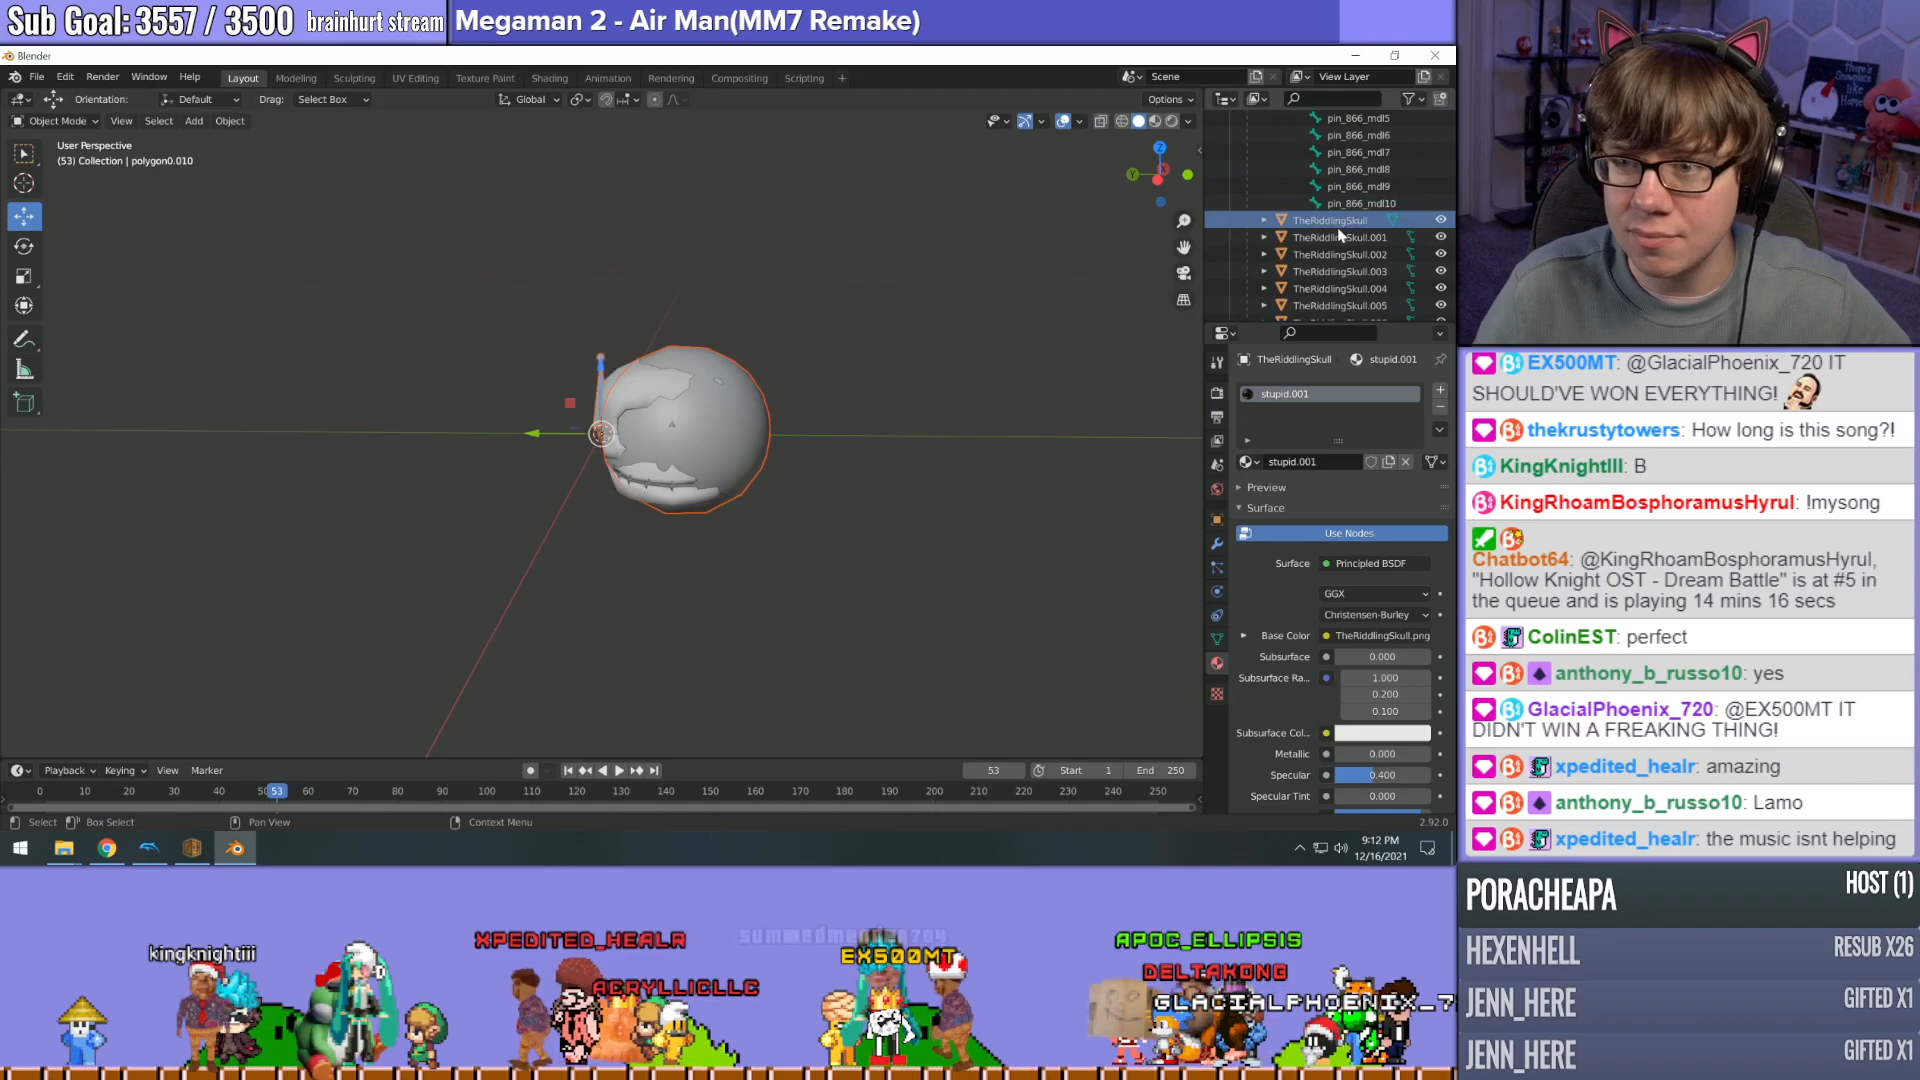 Sub Goal: 3557 / 3500 brainhurt stream
Megaman 2 - Air Man(MM7 Remake)
Blender
File Edit Render Window Help
Layout Modeling Sculpting UV Editing Texture Paint Shading Animation Rendering Compositing Scripting +
Scene
View Layer
Orientation: Default Drag: Select Box Global Options
Object Mode View Select Add Object
User Perspective
(53) Collection | polygon0.010
Z
Y
X
pin_866_mdl5
pin_866_mdl6
pin_866_mdl7
pin_866_mdl8
pin_866_mdl9
pin_866_mdl10
TheRiddlingSkull
TheRiddlingSkull.001
TheRiddlingSkull.002
TheRiddlingSkull.003
TheRiddlingSkull.004
TheRiddlingSkull.005
TheRiddlingSkull stupid.001
stupid.001
stupid.001
Preview
Surface
Use Nodes
Surface Principled BSDF
GGX
Christensen-Burley
Base Color TheRiddlingSkull.png
Subsurface 0.000
Subsurface Ra... 1.000
0.200
0.100
Subsurface Col...
Metallic 0.000
Specular 0.400
Specular Tint 0.000
Playback Keying View Marker
53 Start 1 End 250
0 10 20 30 40 50 53 60 70 80 90 100 110 120 130 140 150 160 170 180 190 200 210 220 230 240 250
Select Box Select Pan View Context Menu
2.92.0
9:12 PM
12/16/2021
There's
Snowplace
like
Home
EX500MT: @GlacialPhoenix_720 IT
SHOULD'VE WON EVERYTHING!
thekrustytowers: How long is this song?!
KingKnightIII: B
KingRhoamBosphoramusHyrul: !mysong
Chatbot64: @KingRhoamBosphoramusHyrul,
"Hollow Knight OST - Dream Battle" is at #5 in
the queue and is playing 14 mins 16 secs
ColinEST: perfect
anthony_b_russo10: yes
GlacialPhoenix_720: @EX500MT IT
DIDN'T WIN A FREAKING THING!
xpedited_healr: amazing
anthony_b_russo10: Lamo
xpedited_healr: the music isnt helping
PORACHEAPA HOST (1)
HEXENHELL RESUB X26
JENN_HERE GIFTED X1
JENN_HERE GIFTED X1
kingknightiii
XPEDITED_HEALR
ACRYLLICLLC
EX500MT
APOC_ELLIPSIS
DELTAKONG
GLACIALPHOENIX_7